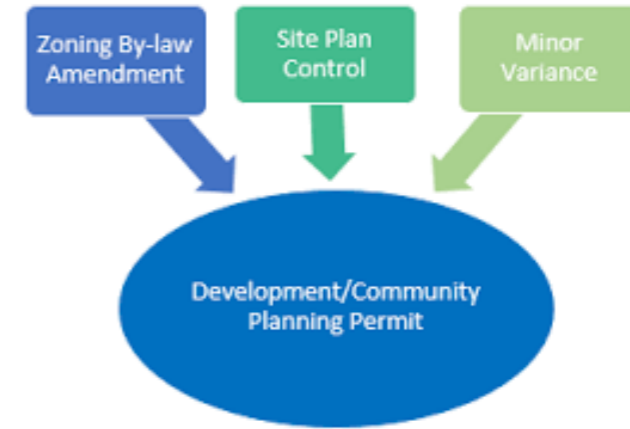 Zoning By-law
Amendment
Site Plan
Control
Minor
Variance
Development/Community
Planning Permit